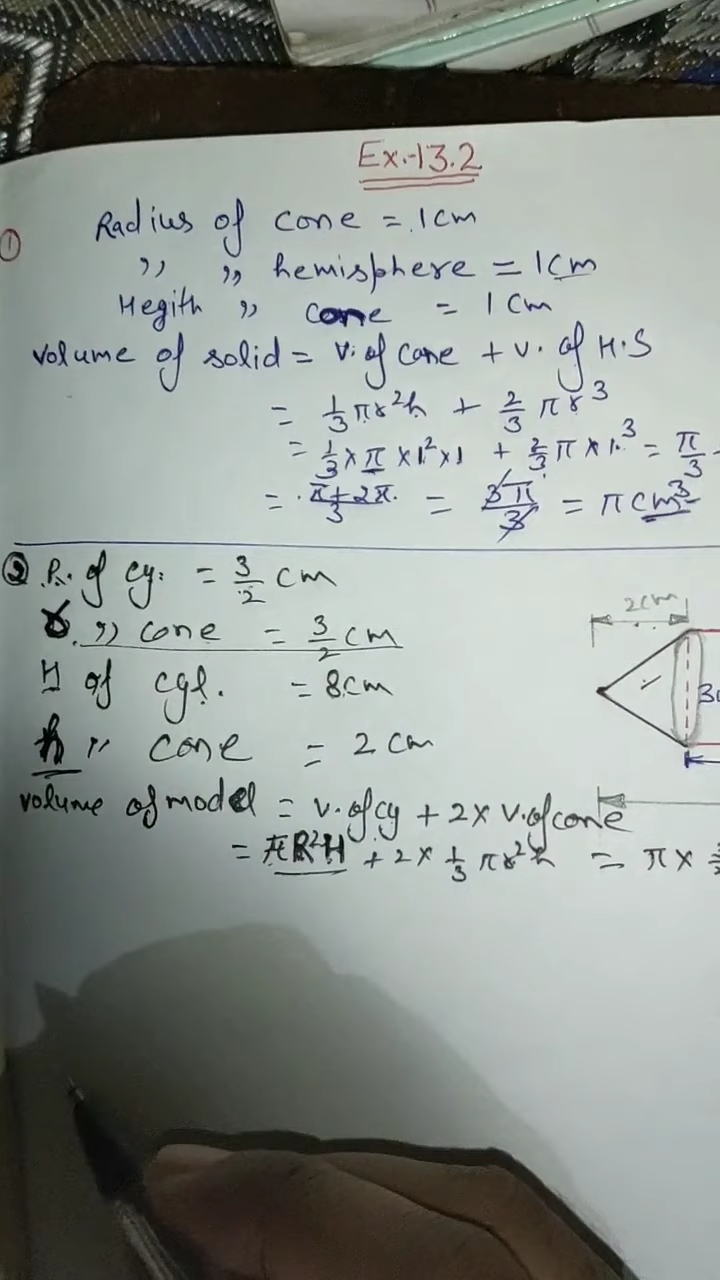 Ex.-13.2
① Radius of cone = 1cm
,, ,, hemisphere = 1cm
Hegith ,, cone = 1 cm
volume of solid = v. of cone + v. of H.S
= 1/3 πr²h + 2/3 πr³
= 1/3 × π × 1² × 1 + 2/3 π × 1³ = π/3
= π+2π/3 = 3π/3 = π cm³
② R. of cy. = 3/2 cm
r. ,, cone = 3/2 cm
2cm
H of cyl. = 8cm
h ,, cone = 2 cm
volume of model = v. of cy + 2× v. of cone
= πR²H + 2 × 1/3 πr²h = π ×